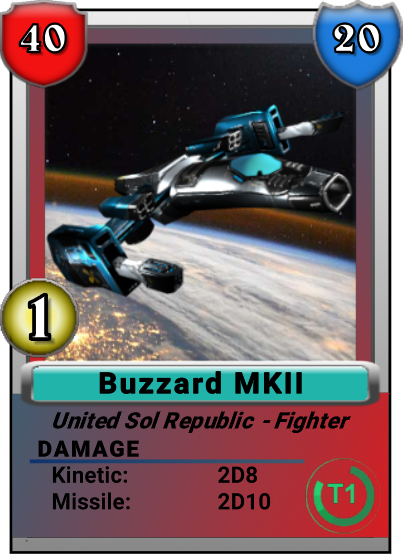 40
20
1
Buzzard MKII
United Sol Republic - Fighter
DAMAGE
Kinetic: 2D8
Missile: 2D10
T1